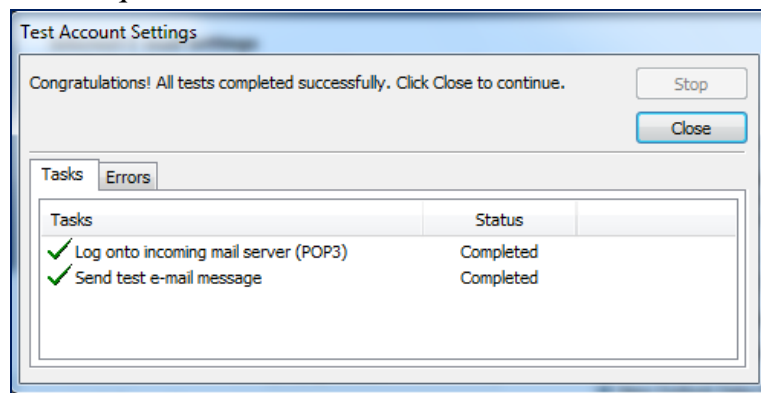 Test Account Settings
Congratulations! All tests completed successfully. Click Close to continue.
Stop
Close
Tasks Errors
Tasks Status
Log onto incoming mail server (POP3) Completed
Send test e-mail message Completed